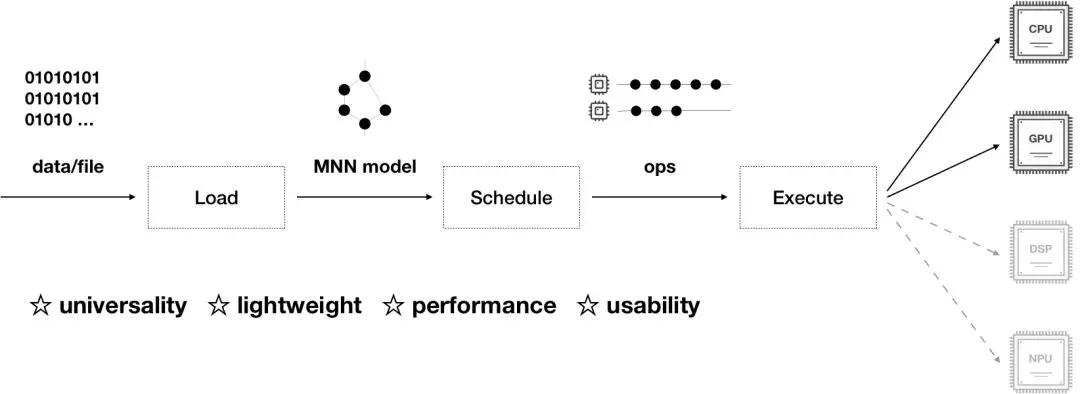 01010101
01010101
01010 ...
data/file
Load
MNN model
Schedule
ops
Execute
CPU
GPU
DSP
NPU
☆ universality ☆ lightweight ☆ performance ☆ usability